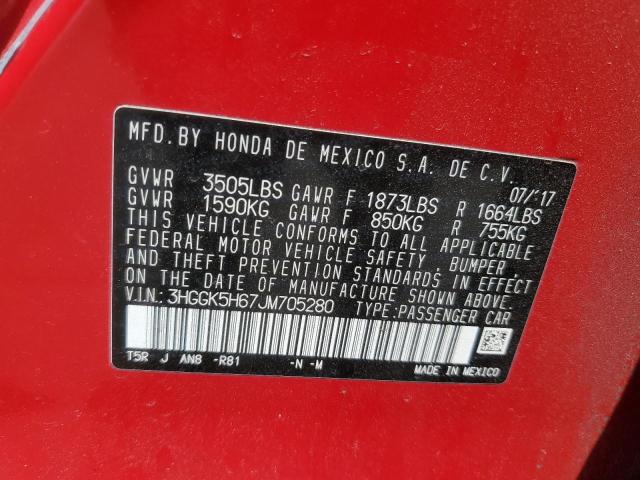 MFD. BY HONDA DE MEXICO S.A. DE C.V.
07/'17
GVWR 3505LBS GAWR F 1873LBS R 1664LBS
GVWR 1590KG GAWR F 850KG R 755KG
THIS VEHICLE CONFORMS TO ALL APPLICABLE
FEDERAL MOTOR VEHICLE SAFETY, BUMPER
AND THEFT PREVENTION STANDARDS IN EFFECT
ON THE DATE OF MANUFACTURE SHOWN ABOVE.
V.I.N: 3HGGK5H67JM705280 TYPE:PASSENGER CAR
T5R J AN8 -R81 -N -M
MADE IN MEXICO